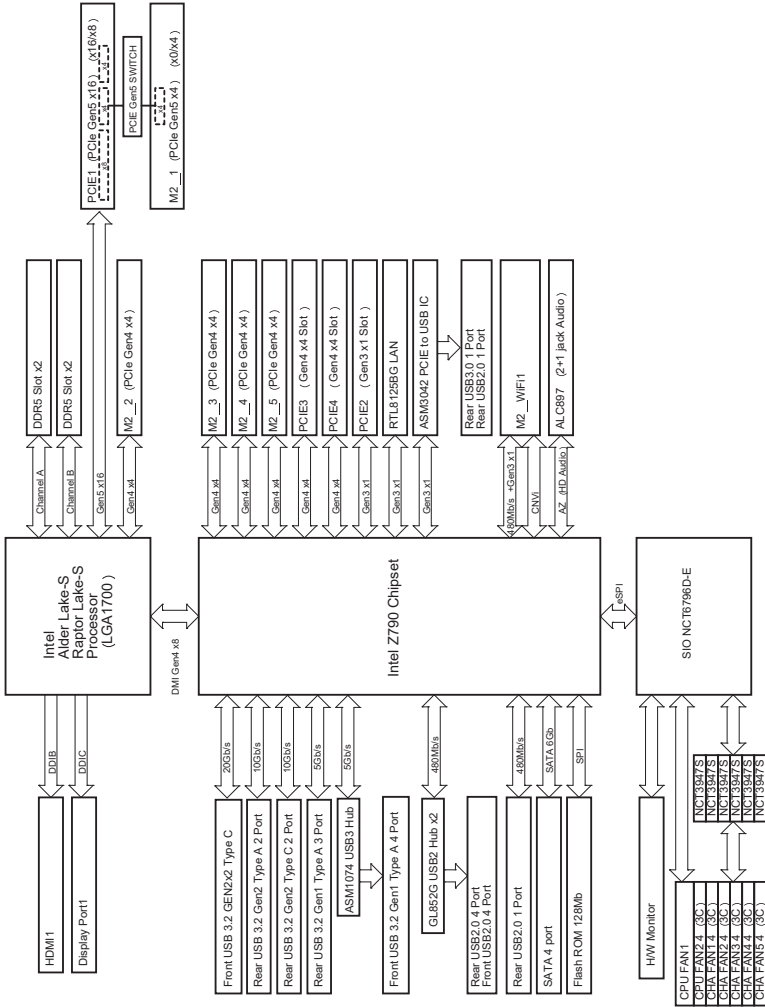 PCIE1 (PCIe Gen5 x16) (x16/x8)
x8
x4
x4
PCIE Gen5 SWITCH
x4
M2_1 (PCIe Gen5 x4) (x0/x4)
DDR5 Slot x2
DDR5 Slot x2
M2_2 (PCIe Gen4 x4)
Channel A
Channel B
Gen5 x16
Gen4 x4
Intel
Alder Lake-S
Raptor Lake-S
Processor
(LGA1700)
DDIB
DDIC
HDMI1
Display Port1
DMI Gen4 x8
M2_3 (PCIe Gen4 x4)
M2_4 (PCIe Gen4 x4)
M2_5 (PCIe Gen4 x4)
PCIE3 (Gen4 x4 Slot)
PCIE4 (Gen4 x4 Slot)
PCIE2 (Gen3 x1 Slot)
RTL8125BG LAN
ASM3042 PCIE to USB IC
Rear USB3.0 1 Port
Rear USB2.0 1 Port
M2_WiFi1
ALC897 (2+1 jack Audio)
Gen4 x4
Gen4 x4
Gen4 x4
Gen4 x4
Gen4 x4
Gen3 x1
Gen3 x1
Gen3 x1
480Mb/s +Gen3 x1
CNVi
AZ (HD Audio)
Intel Z790 Chipset
20Gb/s
10Gb/s
10Gb/s
5Gb/s
5Gb/s
480Mb/s
480Mb/s
SATA 6Gb
SPI
Front USB 3.2 GEN2x2 Type C
Rear USB 3.2 Gen2 Type A 2 Port
Rear USB 3.2 Gen2 Type C 2 Port
Rear USB 3.2 Gen1 Type A 3 Port
ASM1074 USB3 Hub
Front USB 3.2 Gen1 Type A 4 Port
GL852G USB2 Hub x2
Rear USB2.0 4 Port
Front USB2.0 4 Port
Rear USB2.0 1 Port
SATA 4 port
Flash ROM 128Mb
eSPI
SIO NCT6796D-E
H/W Monitor
NCT3947S
NCT3947S
NCT3947S
NCT3947S
NCT3947S
NCT3947S
CPU FAN1
CPU FAN2 4 (3C)
CHA FAN1 4 (3C)
CHA FAN2 4 (3C)
CHA FAN3 4 (3C)
CHA FAN4 4 (3C)
CHA FAN5 4 (3C)